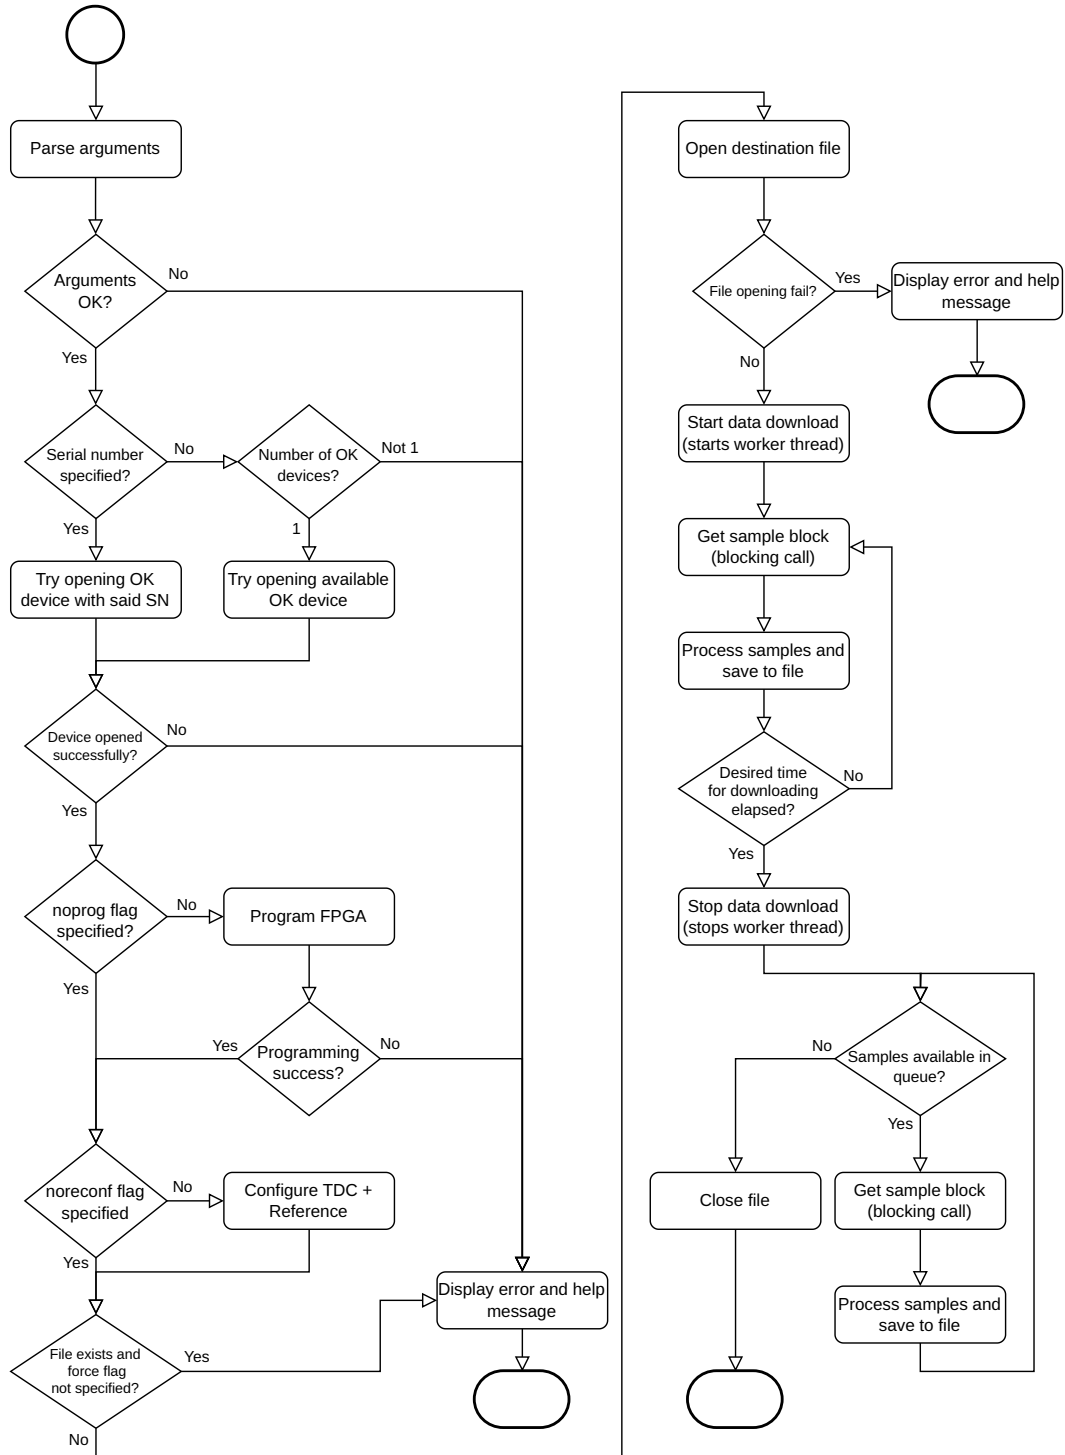 Parse arguments
Arguments
OK?
No
Yes
Serial number
specified?
No
Number of OK
devices?
Not 1
Yes
1
Try opening OK
device with said SN
Try opening available
OK device
Device opened
successfully?
No
Yes
noprog flag
specified?
No
Program FPGA
Yes
Programming
success?
Yes
No
noreconf flag
specified
No
Configure TDC +
Reference
Yes
File exists and
force flag
not specified?
Yes
No
Display error and help
message
Open destination file
File opening fail?
Yes
Display error and help
message
No
Start data download
(starts worker thread)
Get sample block
(blocking call)
Process samples and
save to file
Desired time
for downloading
elapsed?
No
Yes
Stop data download
(stops worker thread)
Samples available in
queue?
No
Yes
Close file
Get sample block
(blocking call)
Process samples and
save to file